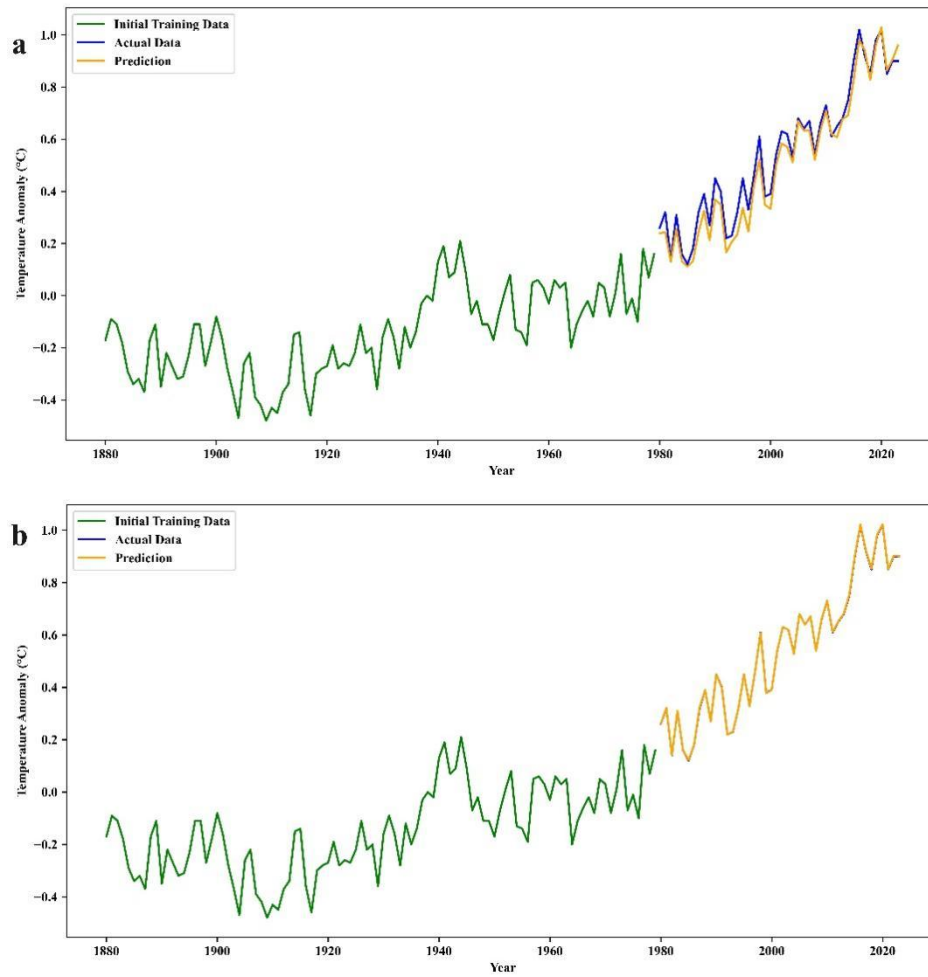 a
Initial Training Data
Actual Data
Prediction
Temperature Anomaly (°C)
1.0
0.8
0.6
0.4
0.2
0.0
−0.2
−0.4
1880 1900 1920 1940 1960 1980 2000 2020
Year
b
Initial Training Data
Actual Data
Prediction
Temperature Anomaly (°C)
1.0
0.8
0.6
0.4
0.2
0.0
−0.2
−0.4
1880 1900 1920 1940 1960 1980 2000 2020
Year